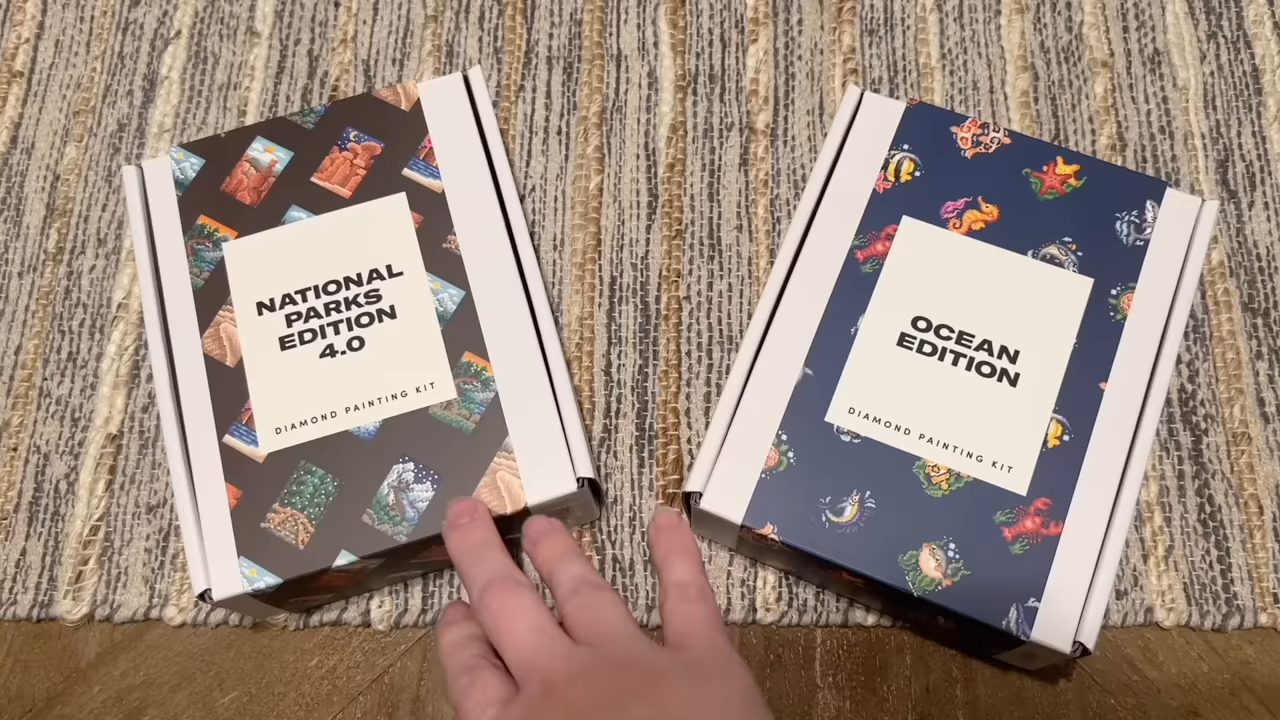 NATIONAL
PARKS
EDITION
4.0
DIAMOND PAINTING KIT
OCEAN
EDITION
DIAMOND PAINTING KIT